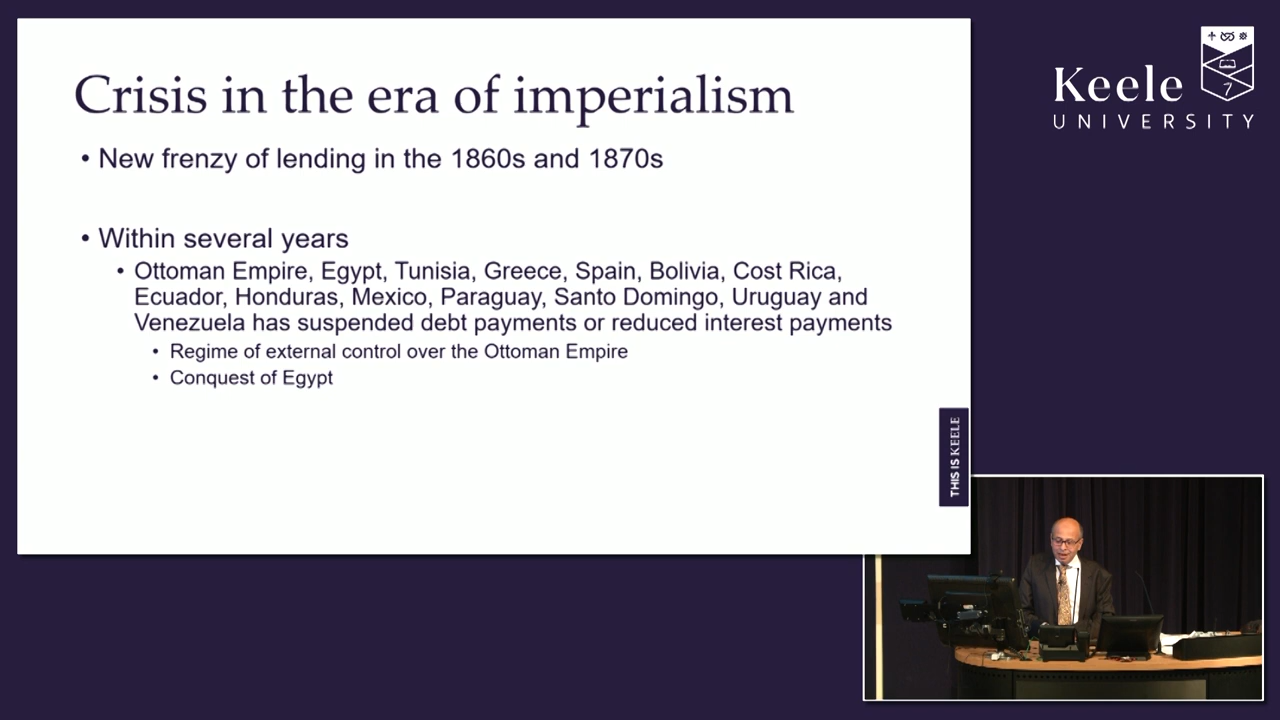 Crisis in the era of imperialism
• New frenzy of lending in the 1860s and 1870s
• Within several years
• Ottoman Empire, Egypt, Tunisia, Greece, Spain, Bolivia, Cost Rica,
Ecuador, Honduras, Mexico, Paraguay, Santo Domingo, Uruguay and
Venezuela has suspended debt payments or reduced interest payments
• Regime of external control over the Ottoman Empire
• Conquest of Egypt
THIS IS KEELE
Keele
UNIVERSITY